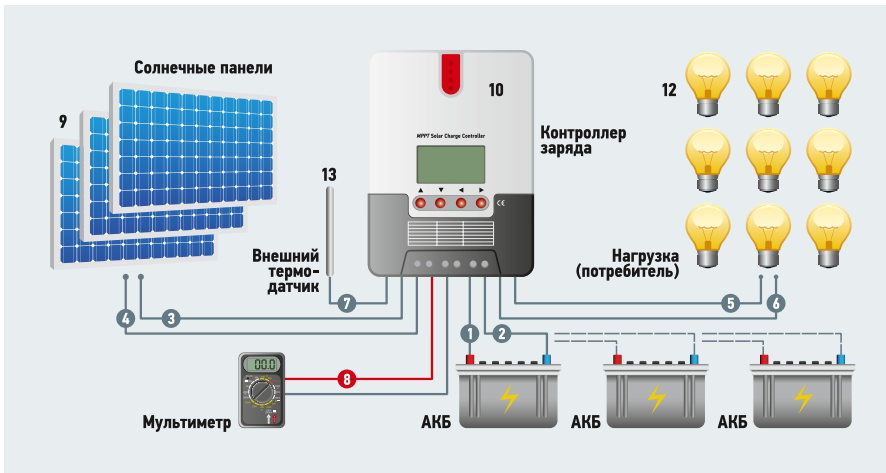 Солнечные панели
9
10
12
MPPT Solar Charge Controller
Контроллер
заряда
13
CE
Внешний
термо-
датчик
Нагрузка
(потребитель)
7
5
6
4
3
1
2
00.0
8
Мультиметр
АКБ
АКБ
АКБ